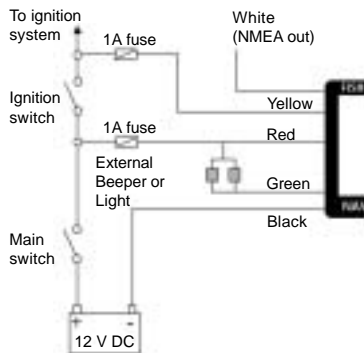 To ignition
system
1A fuse
White
(NMEA out)
Ignition
switch
Yellow
1A fuse
Red
External
Beeper or
Light
Green
Black
Main
switch
+ -
12 V DC